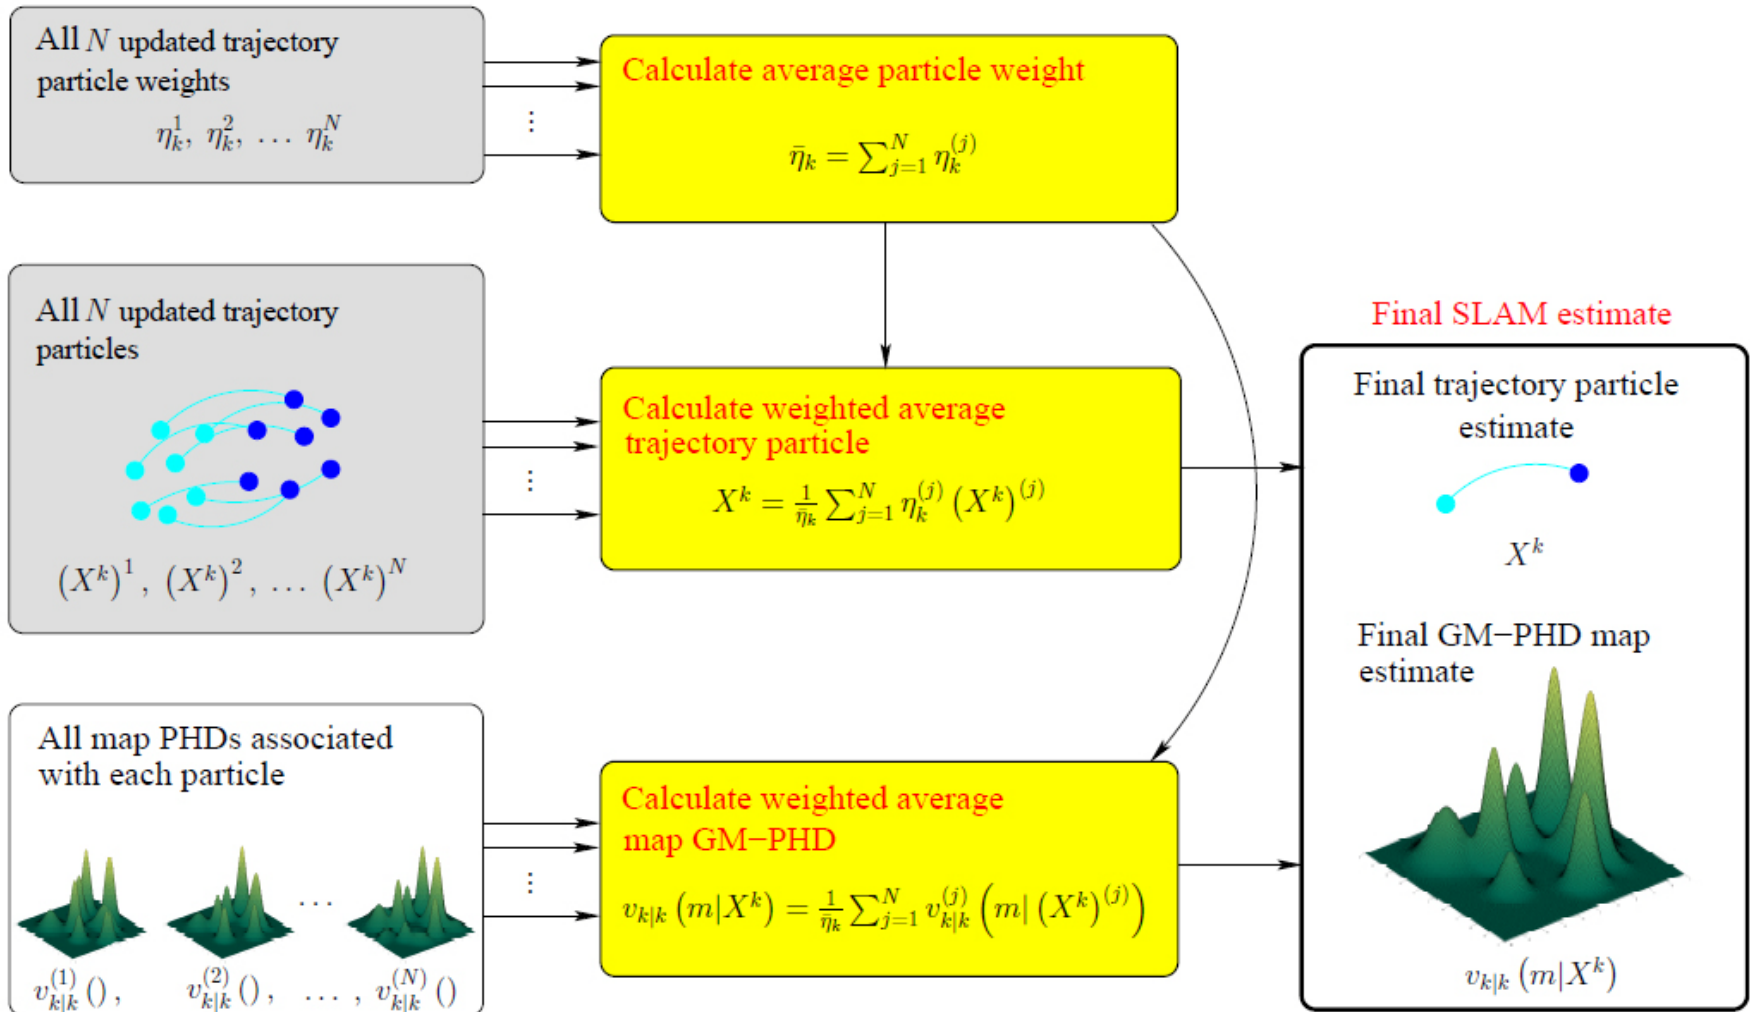 All N updated trajectory
particle weights
η_k^1, η_k^2, … η_k^N
⋮
Calculate average particle weight
η̄_k = ∑_{j=1}^N η_k^{(j)}
All N updated trajectory
particles
(X^k)^1, (X^k)^2, … (X^k)^N
⋮
Calculate weighted average
trajectory particle
X^k = \frac{1}{η̄_k} ∑_{j=1}^N η_k^{(j)} (X^k)^{(j)}
All map PHDs associated
with each particle
…
v_{k|k}^{(1)} (), v_{k|k}^{(2)} (), … , v_{k|k}^{(N)} ()
⋮
Calculate weighted average
map GM−PHD
v_{k|k} (m|X^k) = \frac{1}{η̄_k} ∑_{j=1}^N v_{k|k}^{(j)} (m| (X^k)^{(j)})
Final SLAM estimate
Final trajectory particle
estimate
X^k
Final GM−PHD map
estimate
v_{k|k} (m|X^k)